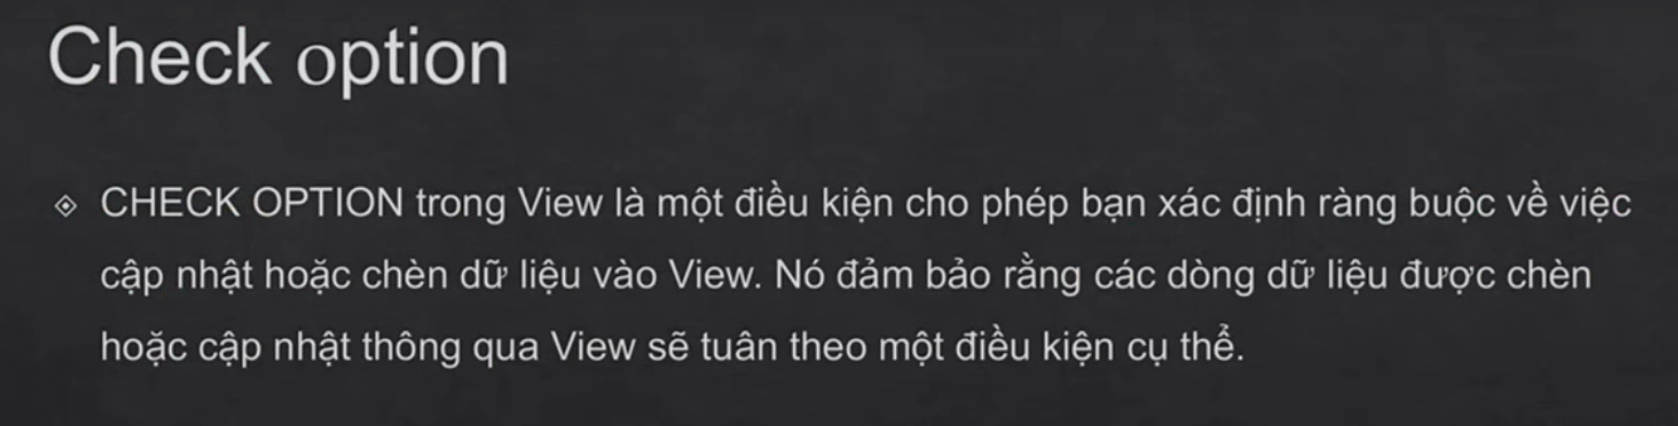 Check option
CHECK OPTION trong View là một điều kiện cho phép bạn xác định ràng buộc về việc
cập nhật hoặc chèn dữ liệu vào View. Nó đảm bảo rằng các dòng dữ liệu được chèn
hoặc cập nhật thông qua View sẽ tuân theo một điều kiện cụ thể.